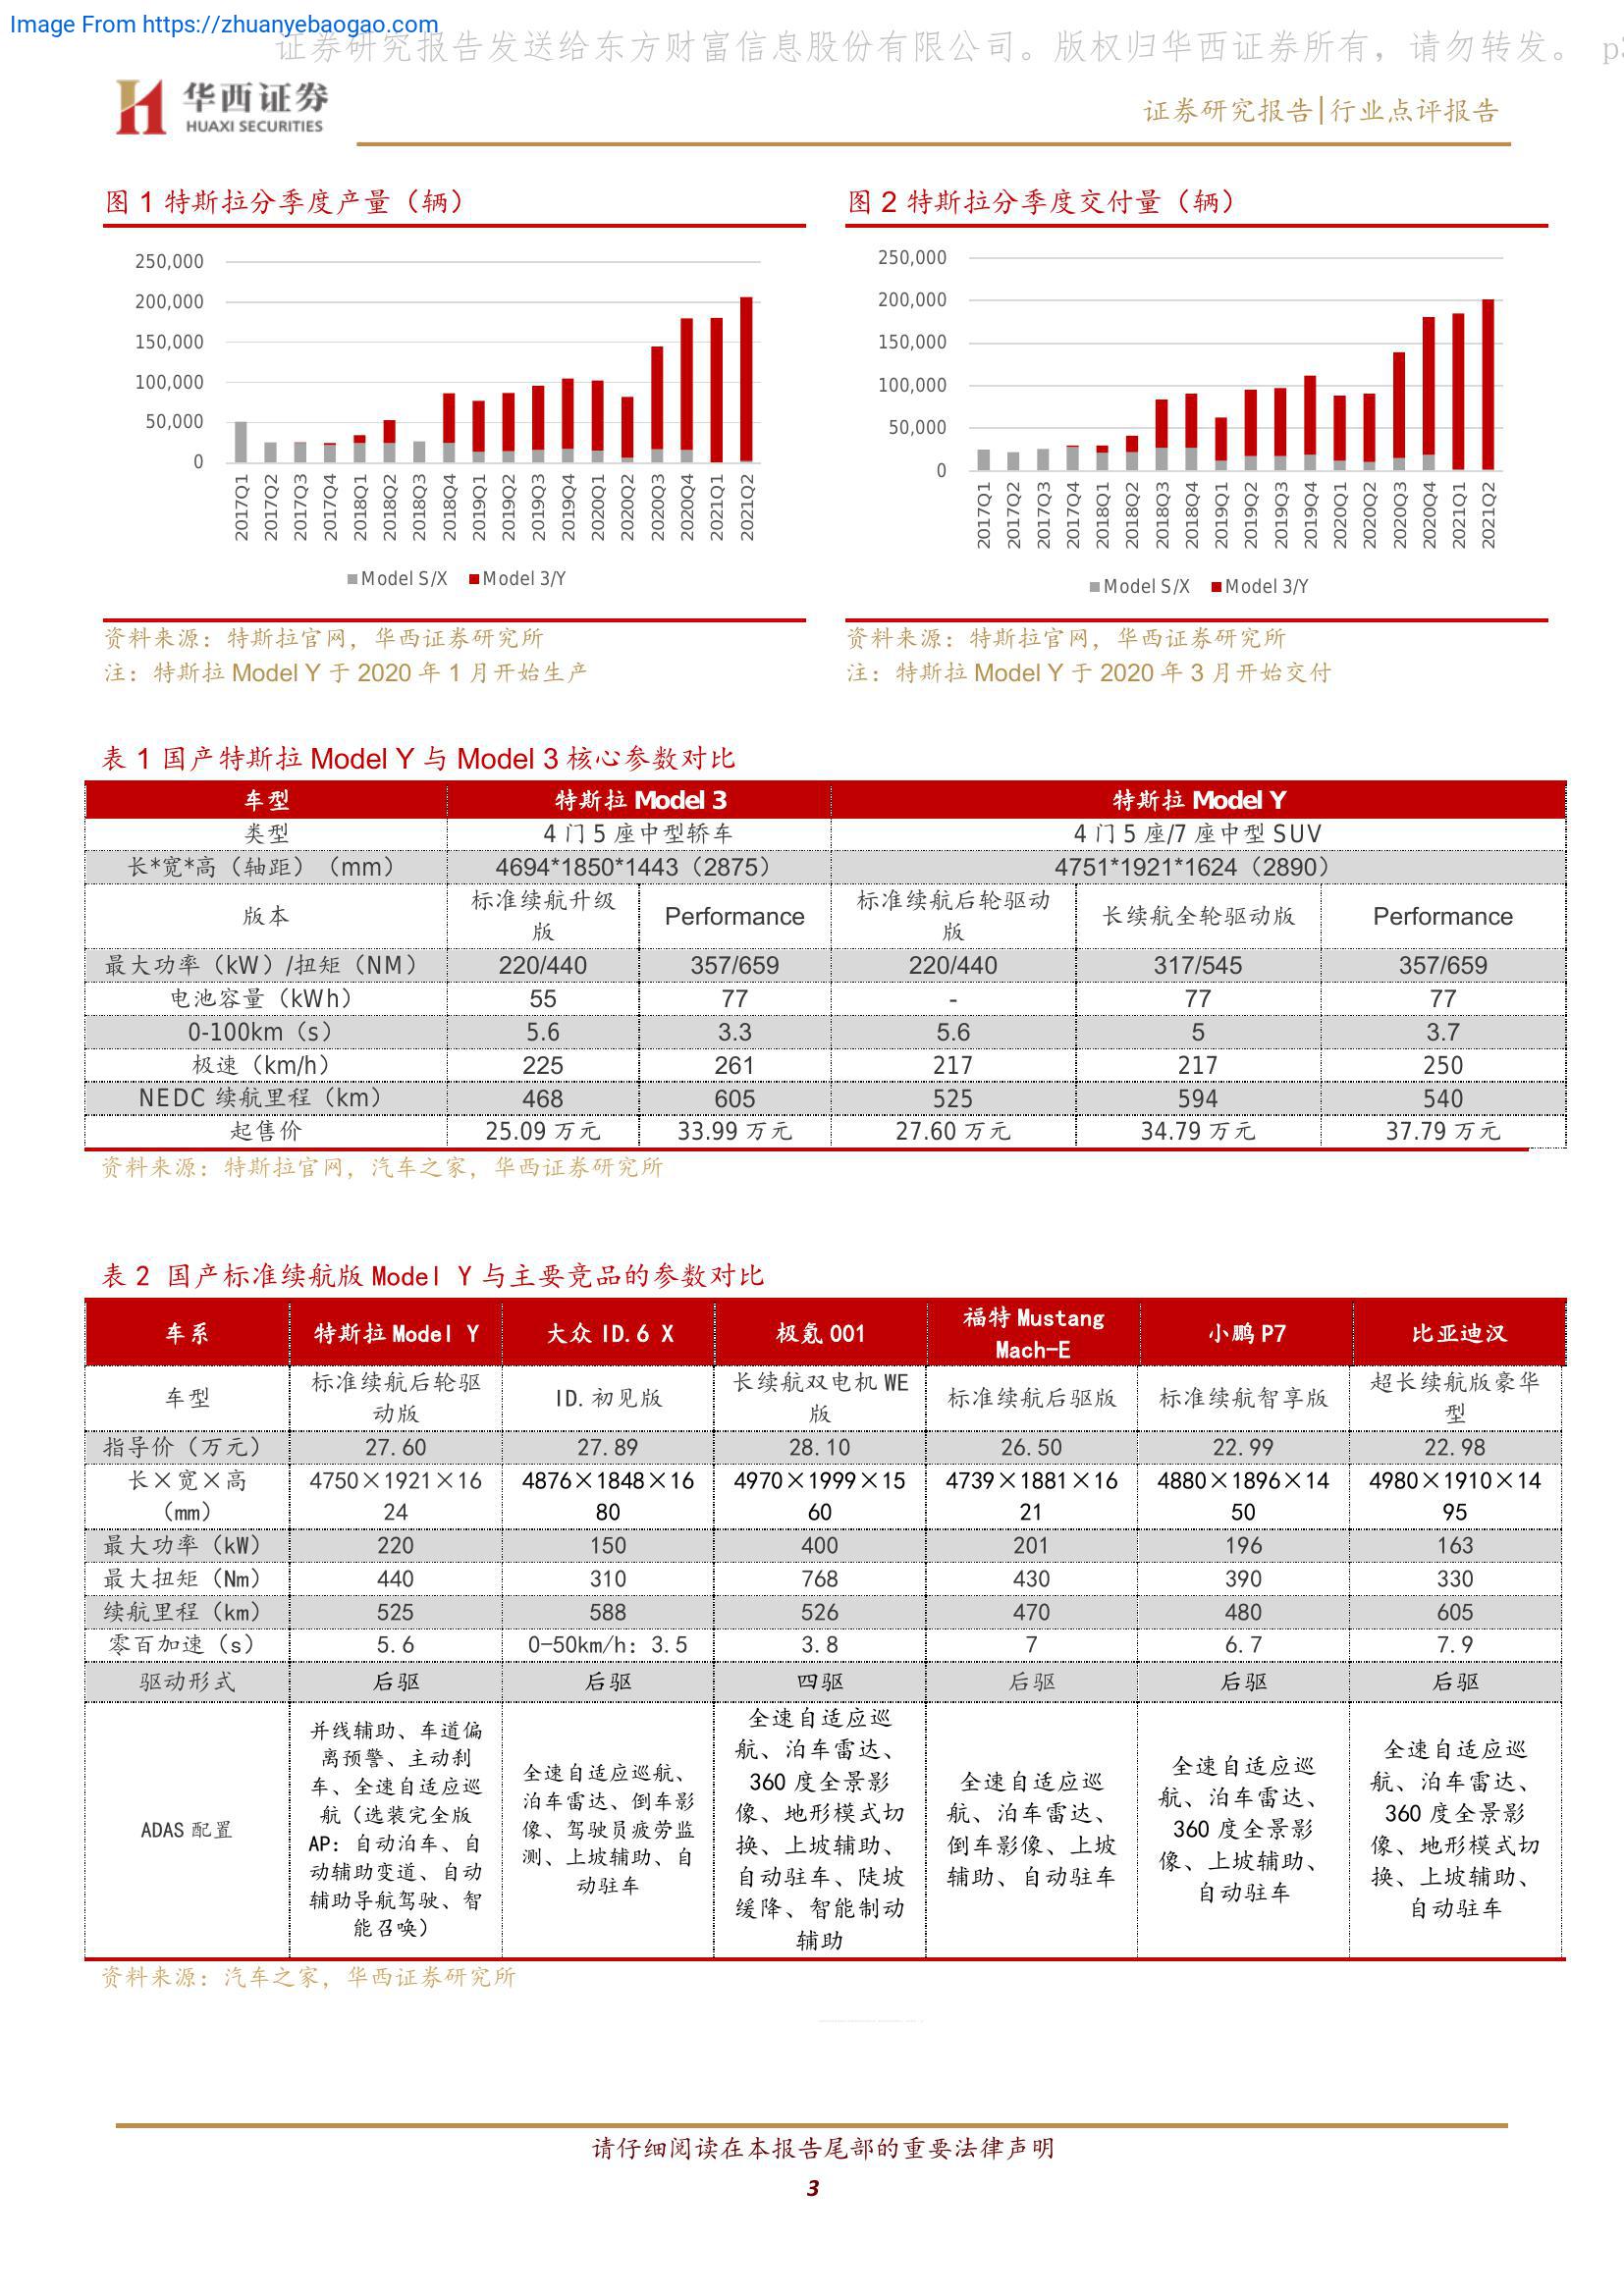 Image From https://zhuanyebaogao.com
证券研究报告发送给东方财富信息股份有限公司。版权归华西证券所有，请勿转发。 p3
华西证券
HUAXI SECURITIES
证券研究报告|行业点评报告
图 1 特斯拉分季度产量（辆）
250,000
200,000
150,000
100,000
50,000
0
2017Q1
2017Q2
2017Q3
2017Q4
2018Q1
2018Q2
2018Q3
2018Q4
2019Q1
2019Q2
2019Q3
2019Q4
2020Q1
2020Q2
2020Q3
2020Q4
2021Q1
2021Q2
Model S/X Model 3/Y
资料来源：特斯拉官网，华西证券研究所
注：特斯拉 Model Y 于 2020 年 1 月开始生产
图 2 特斯拉分季度交付量（辆）
250,000
200,000
150,000
100,000
50,000
0
2017Q1
2017Q2
2017Q3
2017Q4
2018Q1
2018Q2
2018Q3
2018Q4
2019Q1
2019Q2
2019Q3
2019Q4
2020Q1
2020Q2
2020Q3
2020Q4
2021Q1
2021Q2
Model S/X Model 3/Y
资料来源：特斯拉官网，华西证券研究所
注：特斯拉 Model Y 于 2020 年 3 月开始交付
表 1 国产特斯拉 Model Y 与 Model 3 核心参数对比
车型 特斯拉 Model 3 特斯拉 Model Y
类型 4 门 5 座中型轿车 4 门 5 座/7 座中型 SUV
长*宽*高（轴距）（mm） 4694*1850*1443（2875） 4751*1921*1624（2890）
版本 标准续航升级版 Performance 标准续航后轮驱动版 长续航全轮驱动版 Performance
最大功率（kW）/扭矩（NM） 220/440 357/659 220/440 317/545 357/659
电池容量（kWh） 55 77 - 77 77
0-100km（s） 5.6 3.3 5.6 5 3.7
极速（km/h） 225 261 217 217 250
NEDC 续航里程（km） 468 605 525 594 540
起售价 25.09 万元 33.99 万元 27.60 万元 34.79 万元 37.79 万元
资料来源：特斯拉官网，汽车之家，华西证券研究所
表 2 国产标准续航版 Model Y 与主要竞品的参数对比
车系 特斯拉 Model Y 大众 ID.6 X 极氪 001 福特 Mustang Mach-E 小鹏 P7 比亚迪汉
车型 标准续航后轮驱动版 ID.初见版 长续航双电机 WE 版 标准续航后驱版 标准续航智享版 超长续航版豪华型
指导价（万元） 27.60 27.89 28.10 26.50 22.99 22.98
长×宽×高（mm） 4750×1921×1624 4876×1848×1680 4970×1999×1560 4739×1881×1621 4880×1896×1450 4980×1910×1495
最大功率（kW） 220 150 400 201 196 163
最大扭矩（Nm） 440 310 768 430 390 330
续航里程（km） 525 588 526 470 480 605
零百加速（s） 5.6 0-50km/h：3.5 3.8 7 6.7 7.9
驱动形式 后驱 后驱 四驱 后驱 后驱 后驱
ADAS 配置
并线辅助、车道偏
离预警、主动刹
车、全速自适应巡
航（选装完全版
AP：自动泊车、自
动辅助变道、自动
辅助导航驾驶、智
能召唤）
全速自适应巡航、
泊车雷达、倒车影
像、驾驶员疲劳监
测、上坡辅助、自
动驻车
全速自适应巡
航、泊车雷达、
360 度全景影
像、地形模式切
换、上坡辅助、
自动驻车、陡坡
缓降、智能制动
辅助
全速自适应巡
航、泊车雷达、
倒车影像、上坡
辅助、自动驻车
全速自适应巡
航、泊车雷达、
360 度全景影
像、上坡辅助、
自动驻车
全速自适应巡
航、泊车雷达、
360 度全景影
像、地形模式切
换、上坡辅助、
自动驻车
资料来源：汽车之家，华西证券研究所
请仔细阅读在本报告尾部的重要法律声明
3